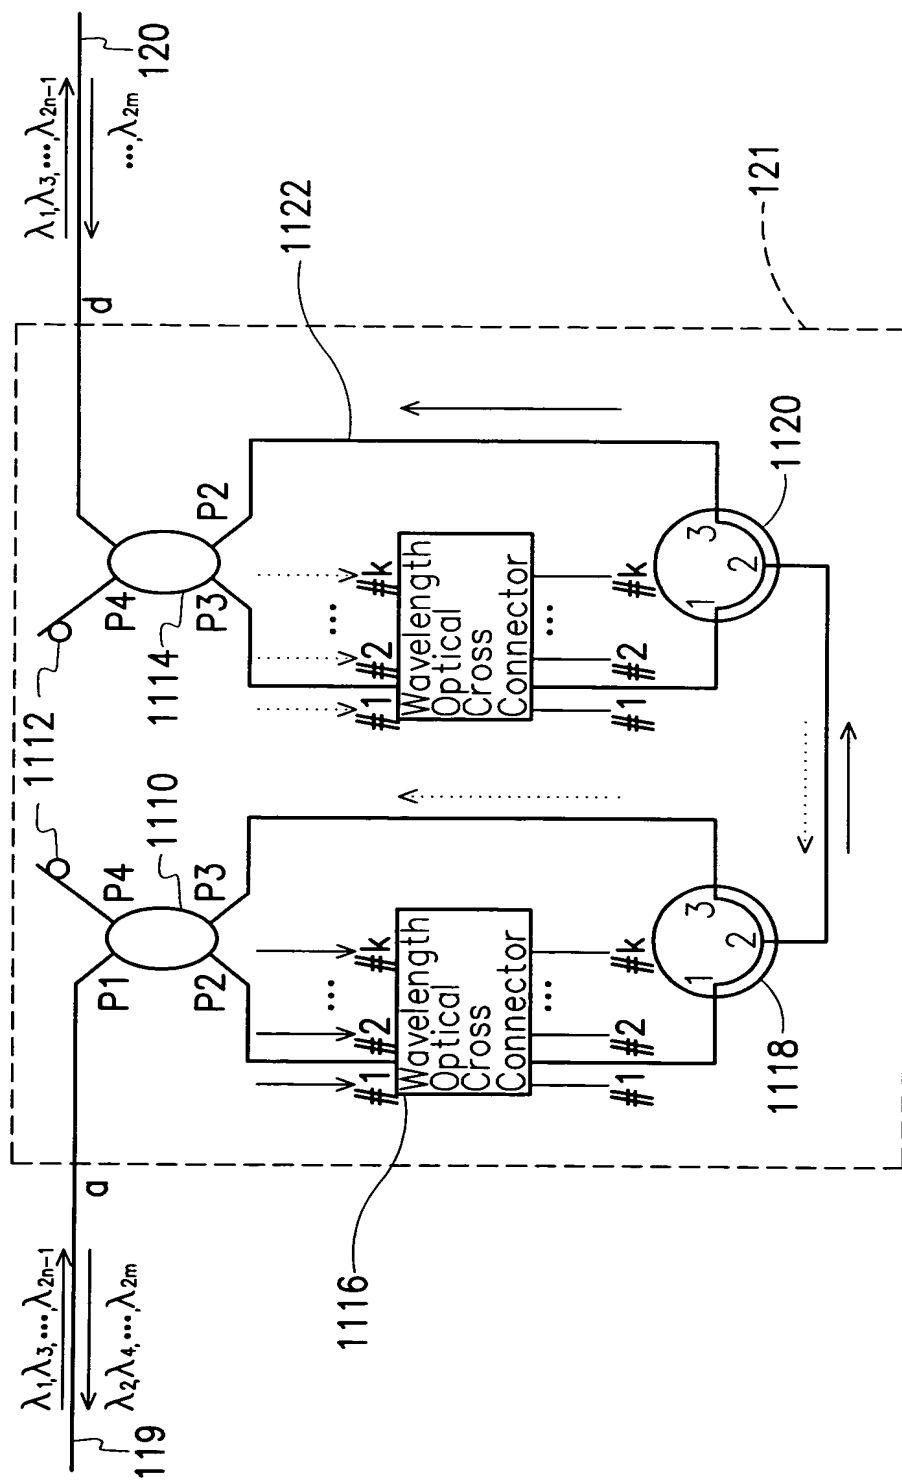 λ1,λ3,…,λ2n-1
λ2,λ4,…,λ2m
119
a
λ1,λ3,…,λ2n-1
…,λ2m
120
d
1112
P1
P4
1110
P2
P3
P4
1114
P3
P2
1122
121
#1 #2 … #k
Wavelength
Optical
Cross
Connector
#1 #2 … #k
1116
#1 #2 … #k
Wavelength
Optical
Cross
Connector
#1 #2 … #k
1
2
3
1118
1
2
3
1120